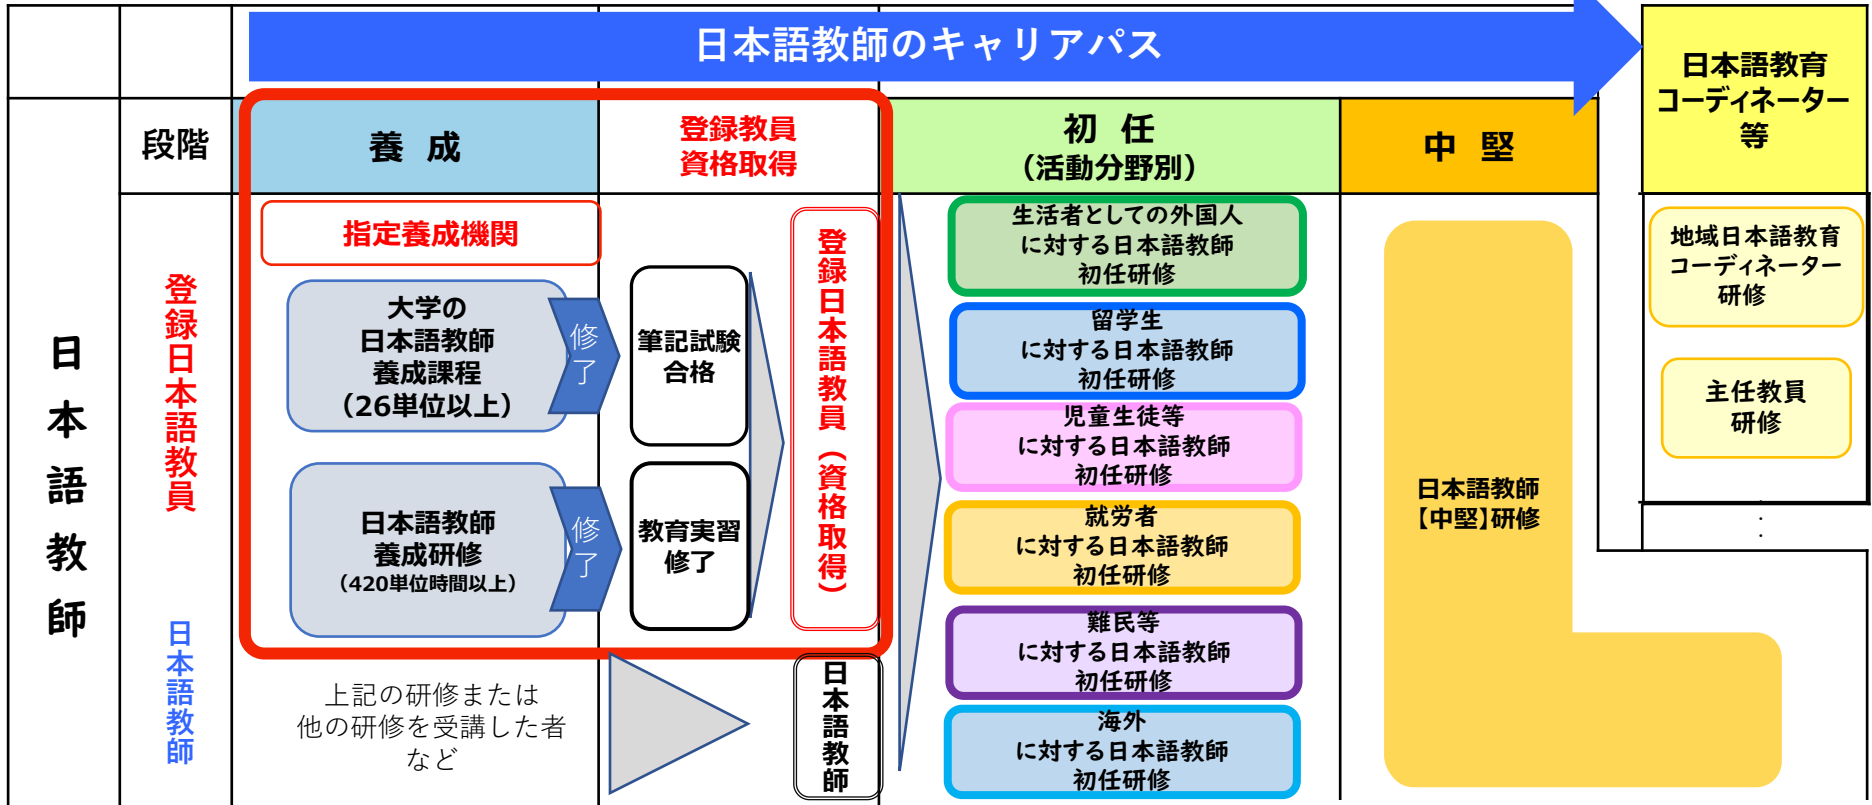 日本語教師のキャリアパス
日本語教育
コーディネーター
等
段階
養 成
登録教員
資格取得
初 任
(活動分野別)
中 堅
日本語教師
登録日本語教員
日本語教師
指定養成機関
大学の
日本語教師
養成課程
(26単位以上)
修了
日本語教師
養成研修
(420単位時間以上)
修了
上記の研修または
他の研修を受講した者
など
筆記試験
合格
教育実習
修了
登録日本語教員(資格取得)
日本語教師
生活者としての外国人
に対する日本語教師
初任研修
留学生
に対する日本語教師
初任研修
児童生徒等
に対する日本語教師
初任研修
就労者
に対する日本語教師
初任研修
難民等
に対する日本語教師
初任研修
海外
に対する日本語教師
初任研修
日本語教師
【中堅】研修
地域日本語教育
コーディネーター
研修
主任教員
研修
：